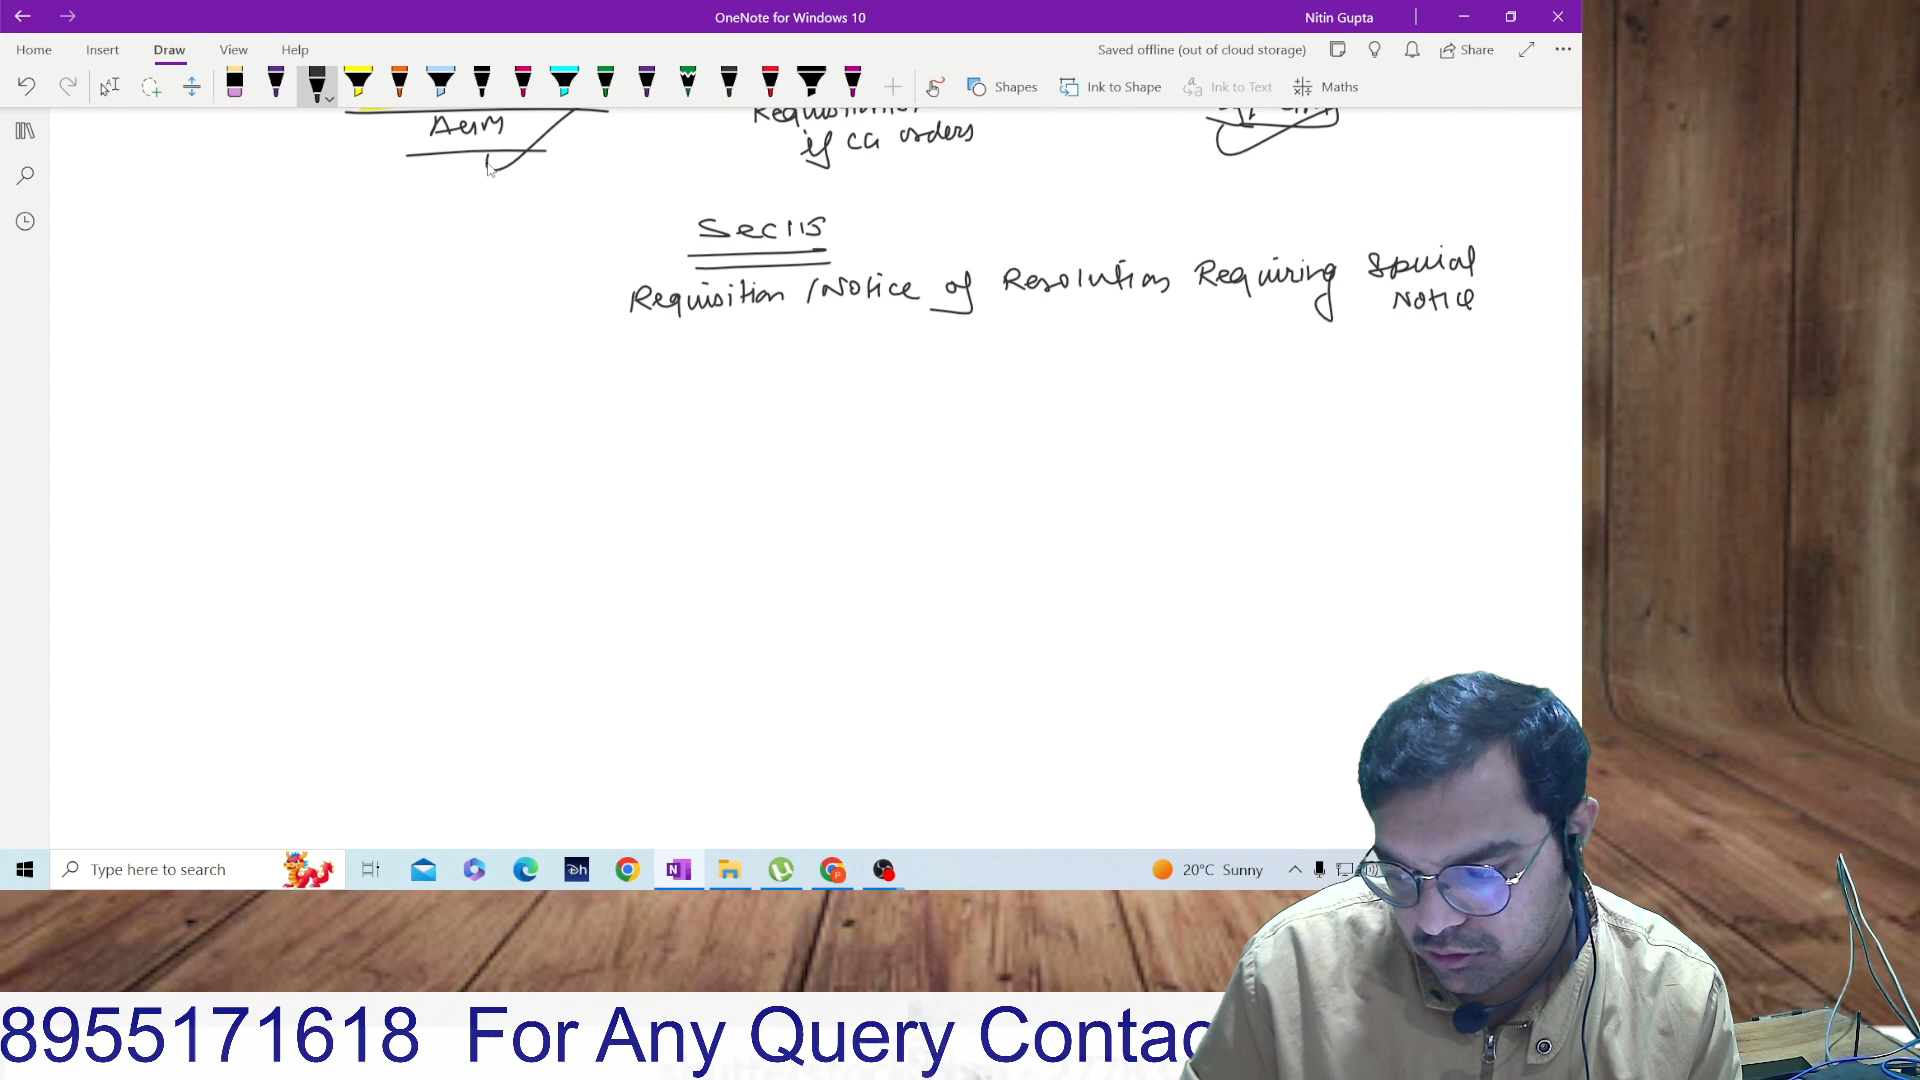 OneNote for Windows 10
Nitin Gupta
Home Insert Draw View Help
Saved offline (out of cloud storage)
Share
Shapes
Ink to Shape
Ink to Text
Maths
AGM
if CG orders
Sec 115
Requisition / Notice of Resolution Requiring Special
Notice
Type here to search
20°C Sunny
8955171618 For Any Query Contac